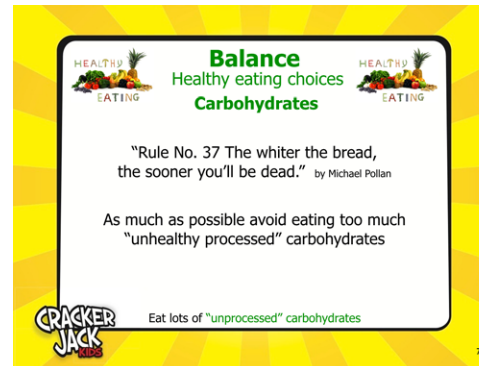 Balance
HEALTHY
EATING
Healthy eating choices
HEALTHY
EATING
Carbohydrates
“Rule No. 37 The whiter the bread,
the sooner you’ll be dead.” by Michael Pollan
As much as possible avoid eating too much
“unhealthy processed” carbohydrates
CRACKER
JACK
KIDS
Eat lots of “unprocessed” carbohydrates
7